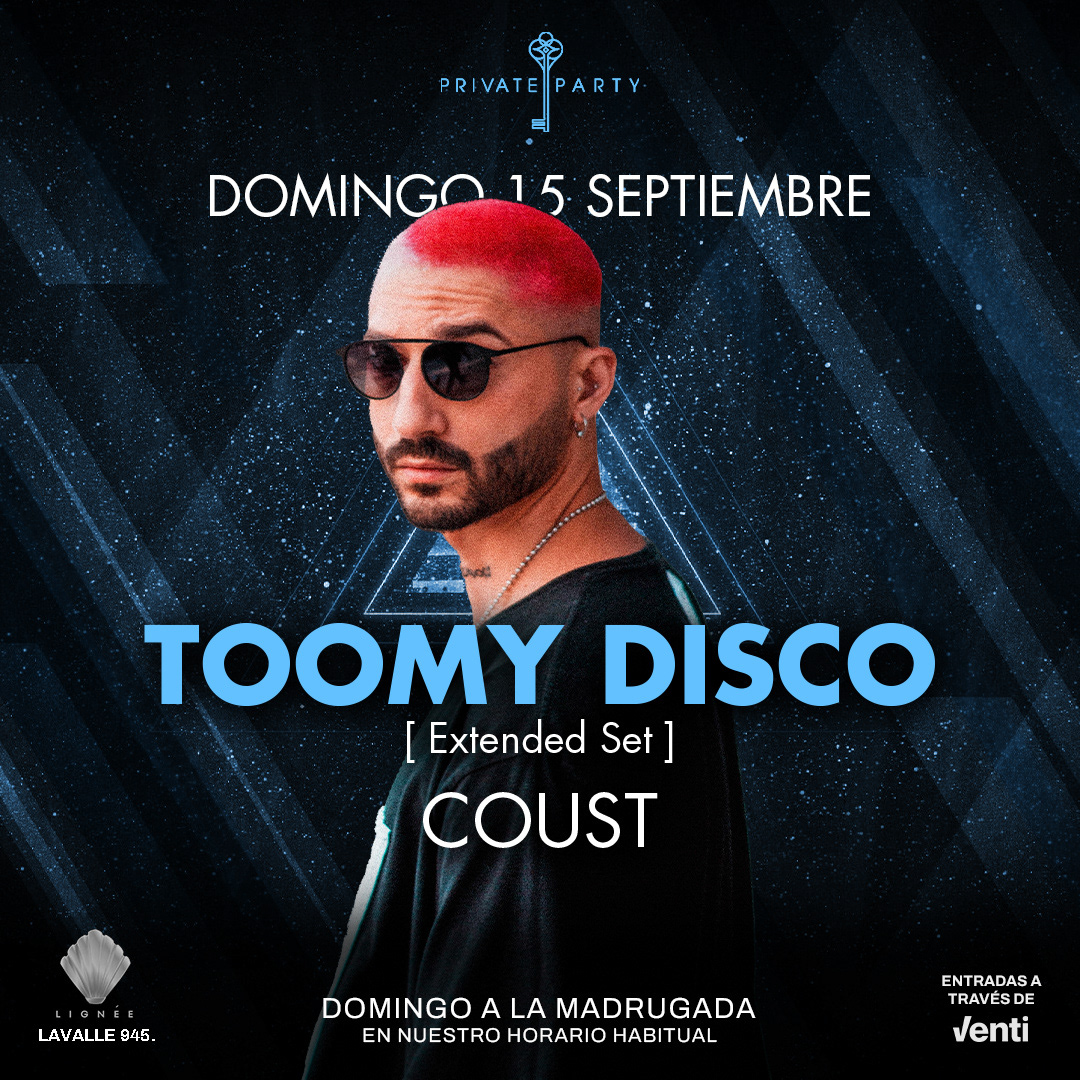 PRIVATE PARTY
DOMINGO 15 SEPTIEMBRE
TOOMY DISCO
[ Extended Set ]
COUST
LIGNÉE
LAVALLE 945.
DOMINGO A LA MADRUGADA
EN NUESTRO HORARIO HABITUAL
ENTRADAS A
TRAVÉS DE
Venti